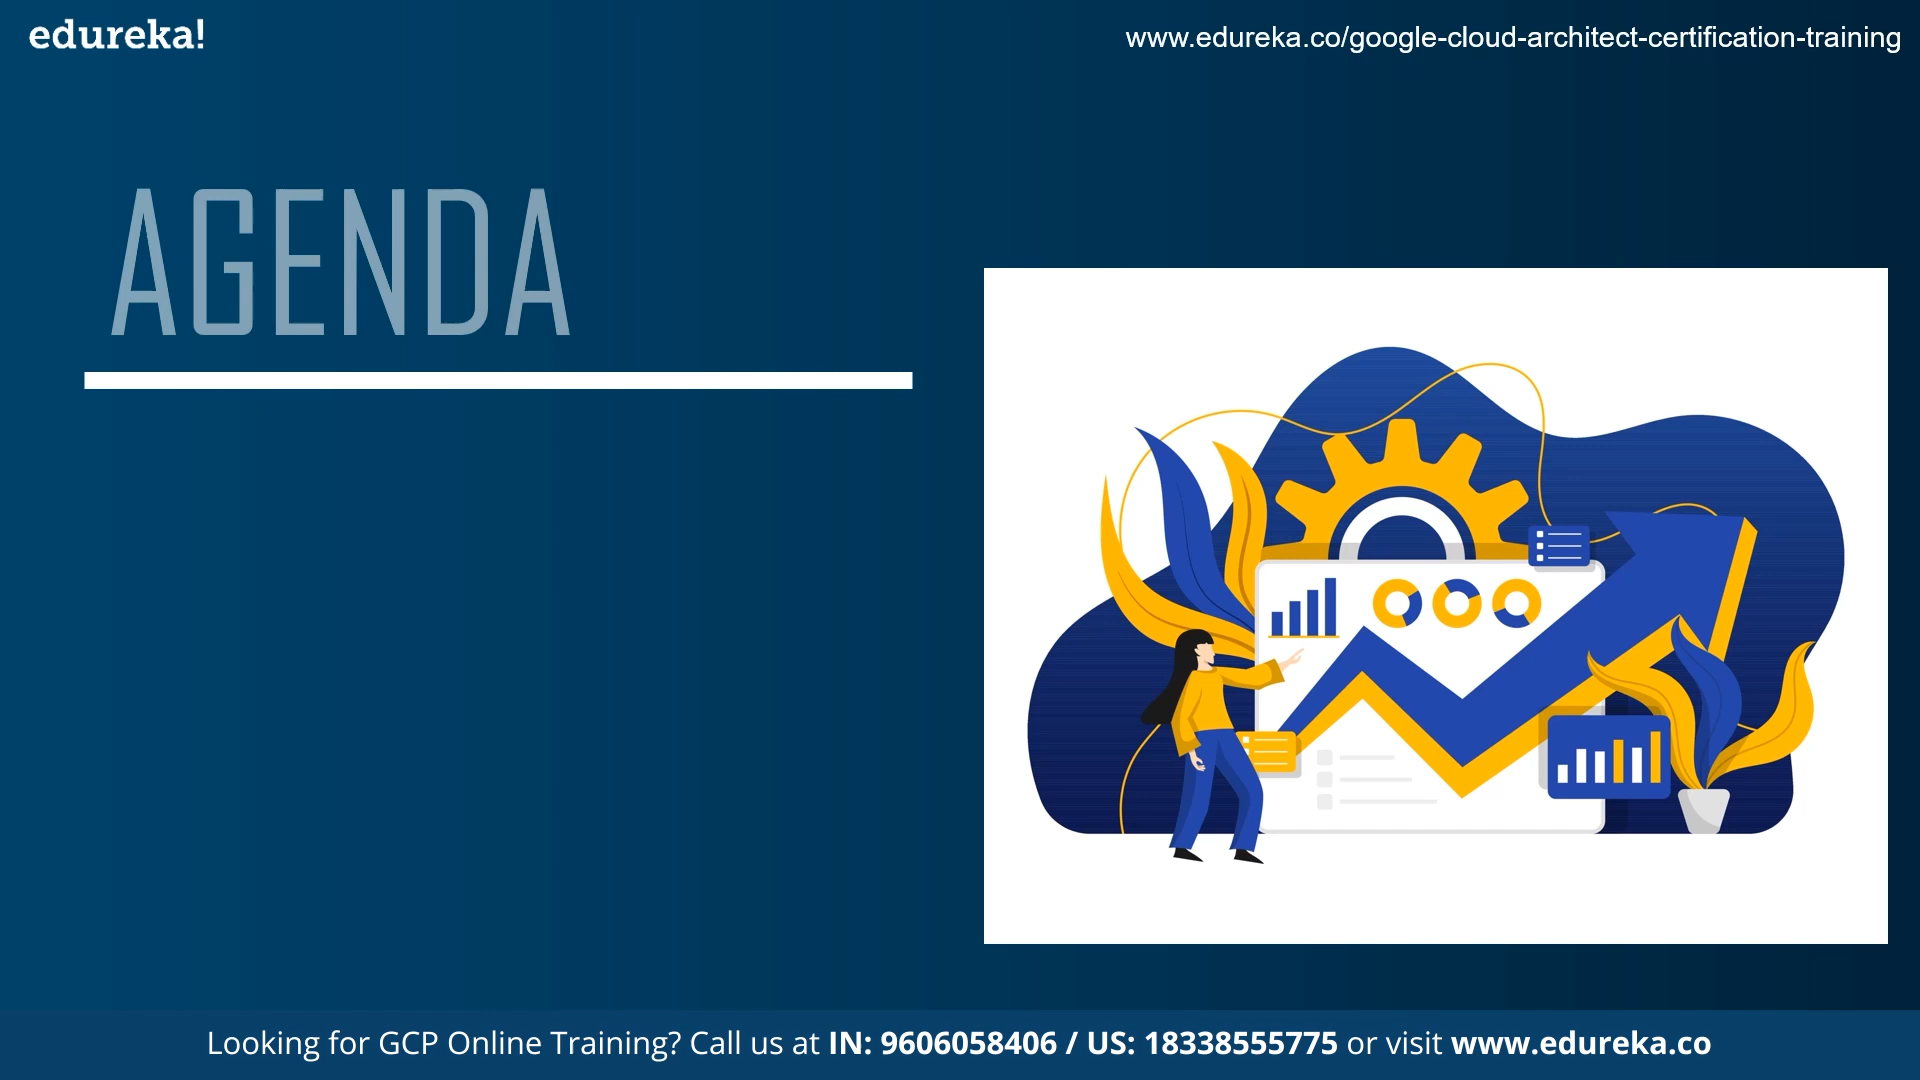 edureka!
www.edureka.co/google-cloud-architect-certification-training
AGENDA
Looking for GCP Online Training? Call us at IN: 9606058406 / US: 18338555775 or visit www.edureka.co